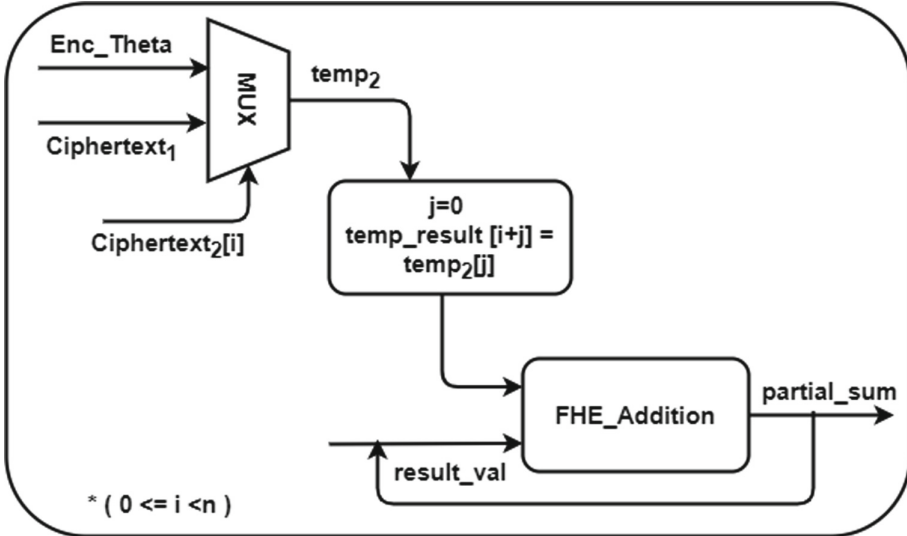 Enc_Theta
MUX
temp2
Ciphertext1
Ciphertext2[i]
j=0
temp_result [i+j] =
temp2[j]
FHE_Addition
partial_sum
result_val
* ( 0 <= i <n )